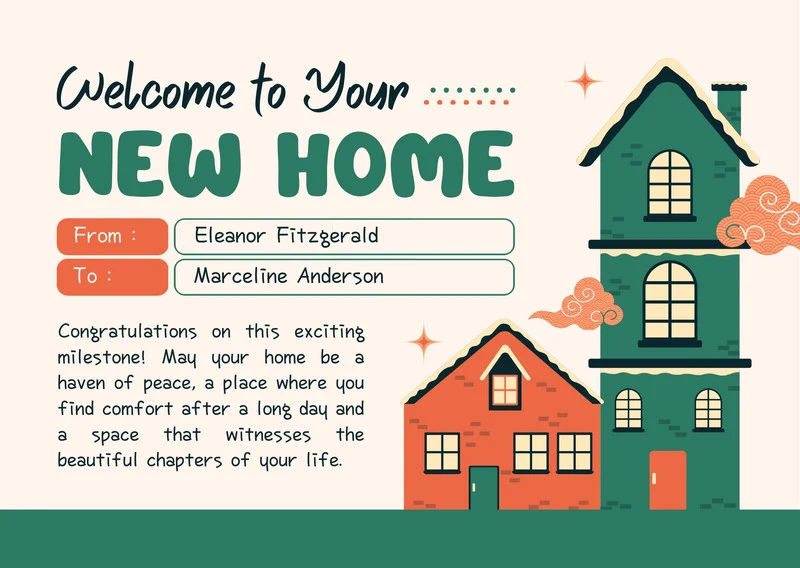 Welcome to Your
NEW HOME
From :
Eleanor Fitzgerald
To :
Marceline Anderson
Congratulations on this exciting
milestone! May your home be a
haven of peace, a place where you
find comfort after a long day and
a space that witnesses the
beautiful chapters of your life.